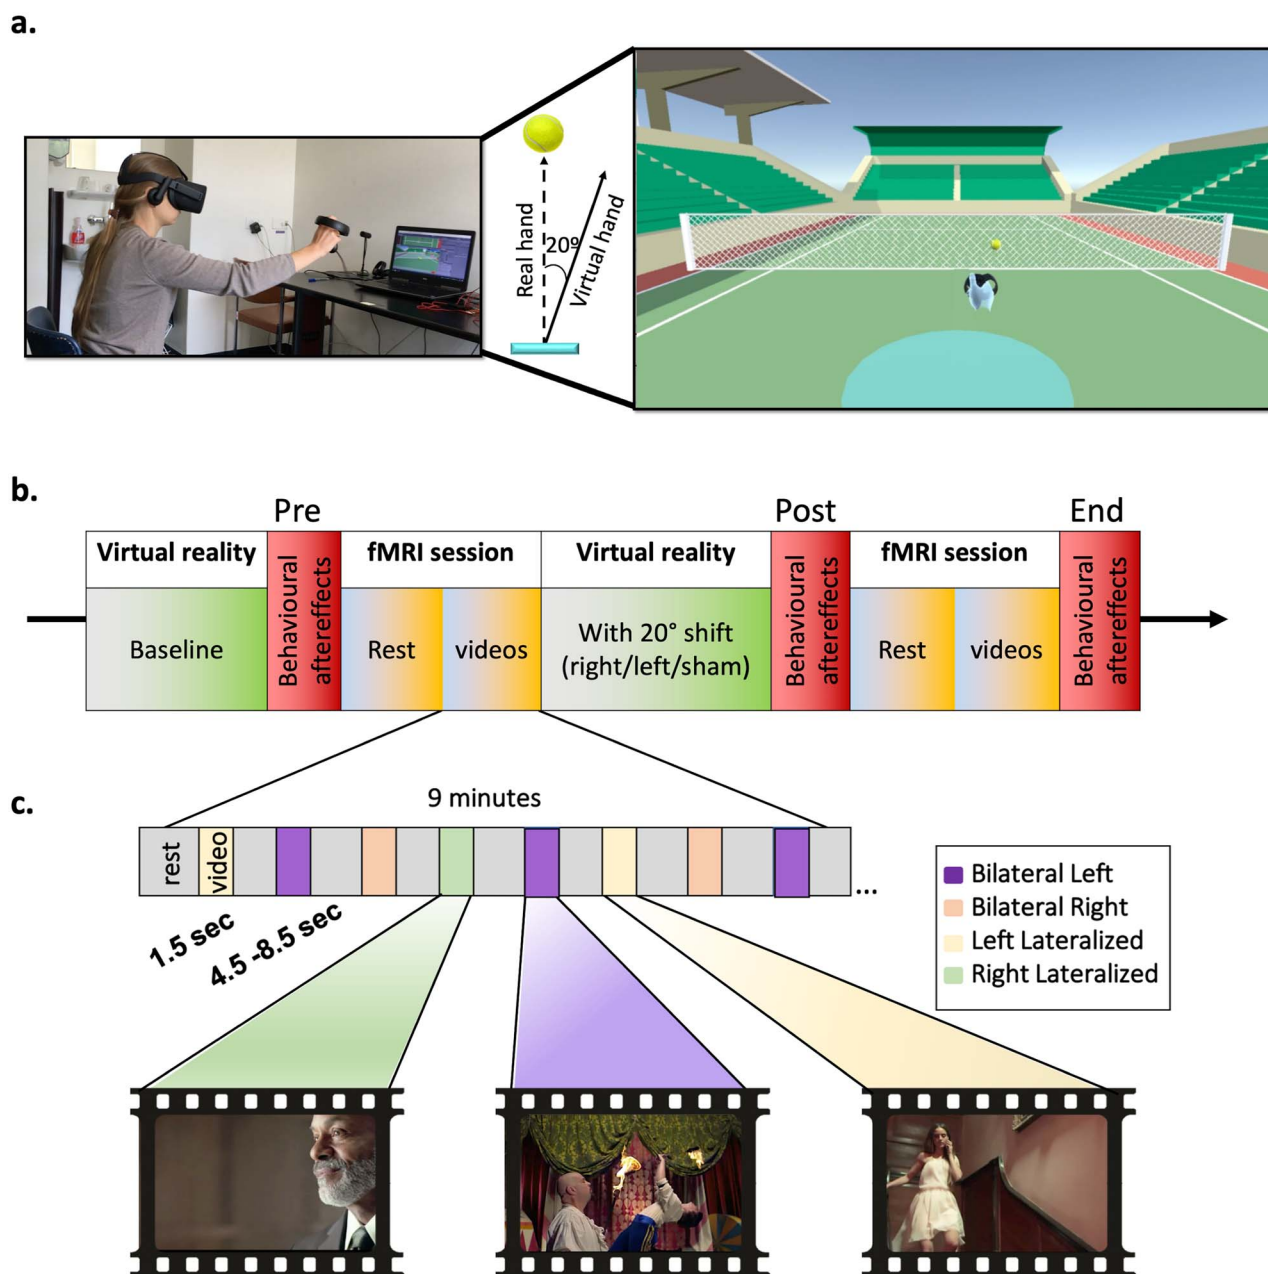 a.
Real hand
20º
Virtual hand
b.
Pre
Post
End
Virtual reality
Behavioural
aftereffects
fMRI session
Virtual reality
Behavioural
aftereffects
fMRI session
Behavioural
aftereffects
Baseline
Rest
videos
With 20° shift
(right/left/sham)
Rest
videos
c.
9 minutes
rest
video
...
1.5 sec
4.5 -8.5 sec
Bilateral Left
Bilateral Right
Left Lateralized
Right Lateralized